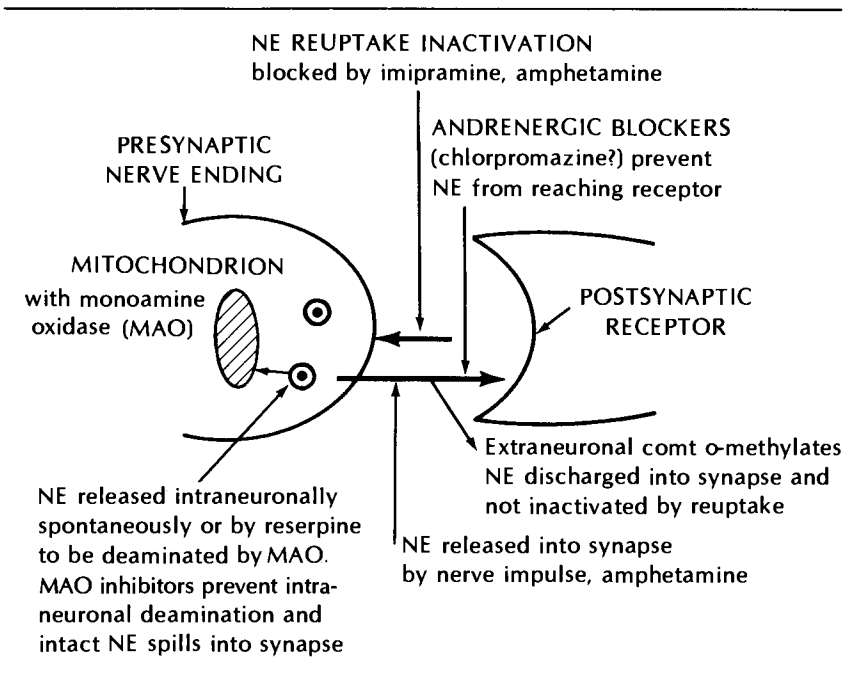 NE REUPTAKE INACTIVATION
blocked by imipramine, amphetamine
ANDRENERGIC BLOCKERS
(chlorpromazine?) prevent
NE from reaching receptor
PRESYNAPTIC
NERVE ENDING
MITOCHONDRION
with monoamine
oxidase (MAO)
POSTSYNAPTIC
RECEPTOR
Extraneuronal comt o-methylates
NE discharged into synapse and
not inactivated by reuptake
NE released into synapse
by nerve impulse, amphetamine
NE released intraneuronally
spontaneously or by reserpine
to be deaminated by MAO.
MAO inhibitors prevent intra-
neuronal deamination and
intact NE spills into synapse